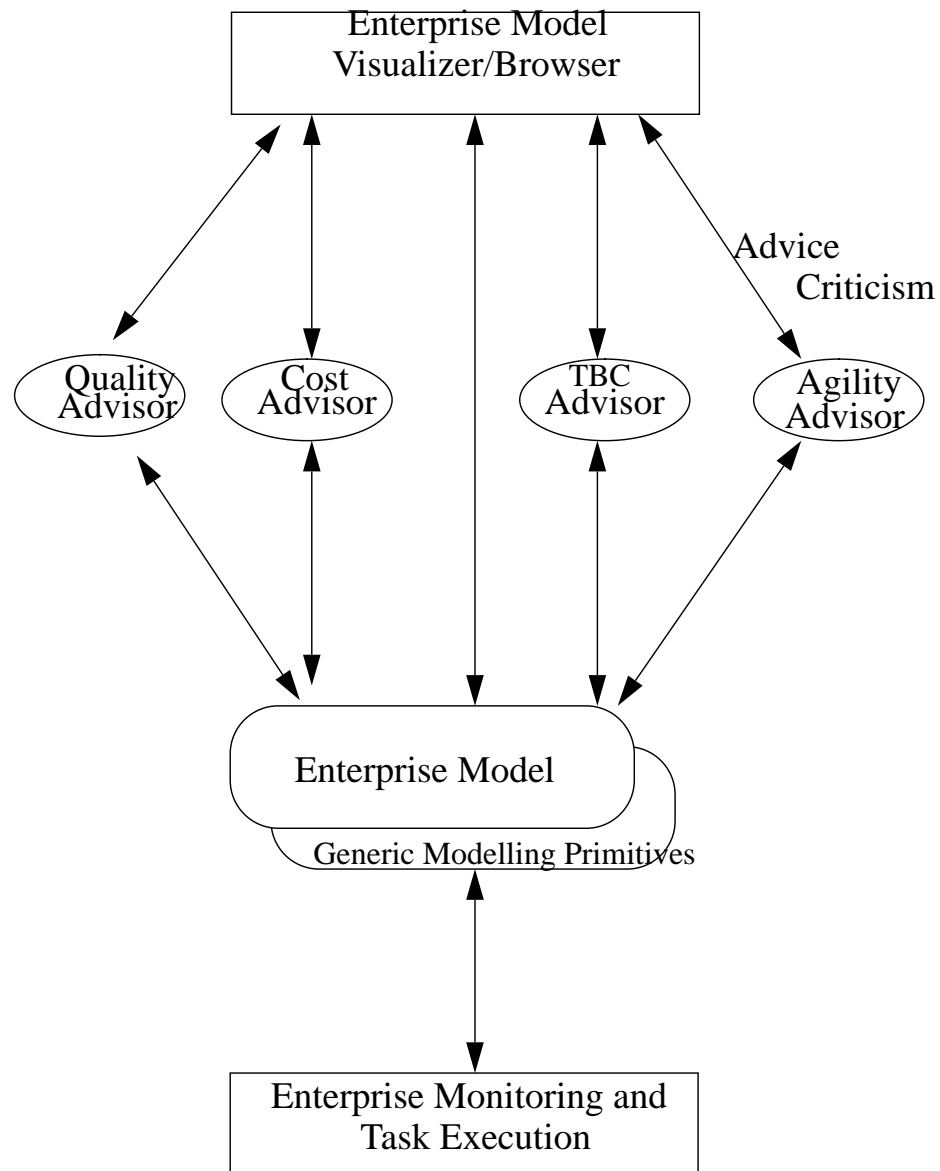 Enterprise Model
Visualizer/Browser
Advice
Criticism
Quality
Advisor
Cost
Advisor
TBC
Advisor
Agility
Advisor
Enterprise Model
Generic Modelling Primitives
Enterprise Monitoring and
Task Execution